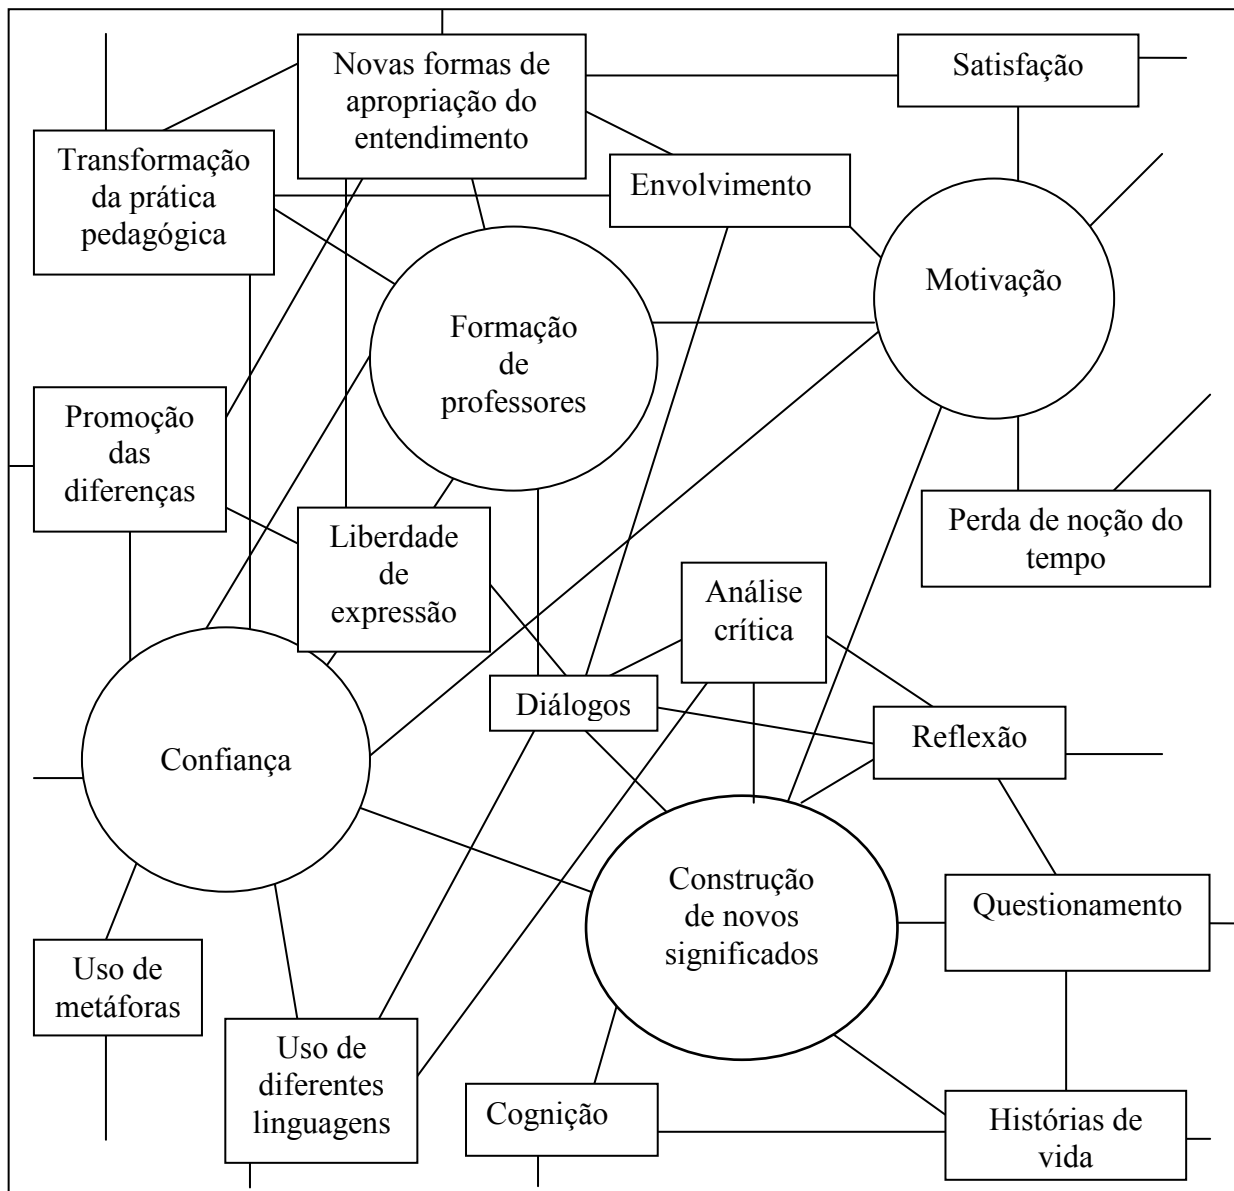 Novas formas de
apropriação do
entendimento
Satisfação
Transformação
da prática
pedagógica
Envolvimento
Motivação
Formação
de
professores
Promoção
das
diferenças
Perda de noção do
tempo
Liberdade
de
expressão
Análise
crítica
Diálogos
Reflexão
Confiança
Construção
de novos
significados
Questionamento
Uso de
metáforas
Uso de
diferentes
linguagens
Cognição
Histórias de
vida